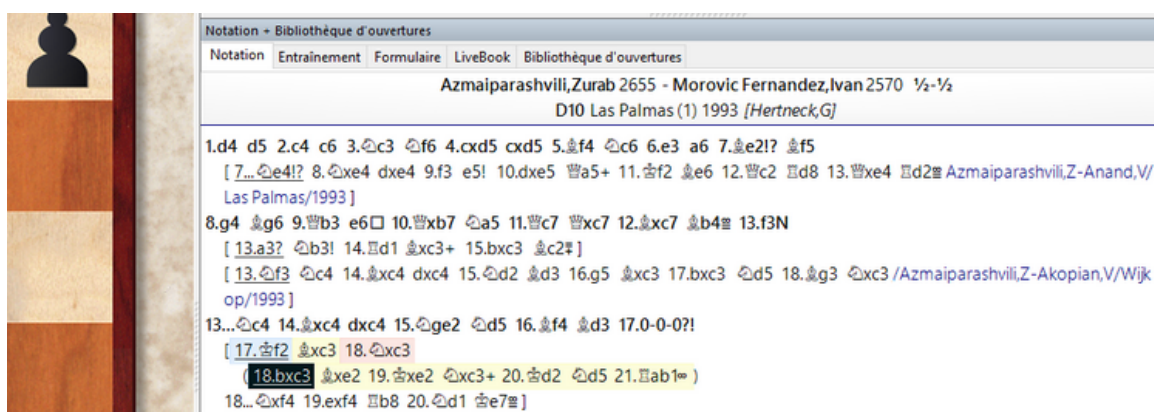 Notation + Bibliothèque d'ouvertures
Notation Entraînement Formulaire LiveBook Bibliothèque d'ouvertures
Azmaiparashvili,Zurab 2655 - Morovic Fernandez,Ivan 2570 ½-½
D10 Las Palmas (1) 1993 [Hertneck,G]
1.d4 d5 2.c4 c6 3.♘c3 ♘f6 4.cxd5 cxd5 5.♗f4 ♘c6 6.e3 a6 7.♗e2!? ♗f5
[ 7...♘e4!? 8.♘xe4 dxe4 9.f3 e5! 10.dxe5 ♕a5+ 11.♔f2 ♗e6 12.♕c2 ♖d8 13.♕xe4 ♖d2⯹ Azmaiparashvili,Z-Anand,V/
Las Palmas/1993 ]
8.g4 ♗g6 9.♕b3 e6□ 10.♕xb7 ♘a5 11.♕c7 ♕xc7 12.♗xc7 ♗b4⯹ 13.f3N
[ 13.a3? ♘b3! 14.♖d1 ♗xc3+ 15.bxc3 ♗c2⩱ ]
[ 13.♘f3 ♘c4 14.♗xc4 dxc4 15.♘d2 ♗d3 16.g5 ♗xc3 17.bxc3 ♘d5 18.♗g3 ♘xc3 /Azmaiparashvili,Z-Akopian,V/Wijk
op/1993 ]
13...♘c4 14.♗xc4 dxc4 15.♘ge2 ♘d5 16.♗f4 ♗d3 17.0-0-0?!
[ 17.♔f2 ♗xc3 18.♘xc3
( 18.bxc3 ♗xe2 19.♔xe2 ♘xc3+ 20.♔d2 ♘d5 21.♖ab1∞ )
18...♘xf4 19.exf4 ♖b8 20.♘d1 ♔e7⯹ ]